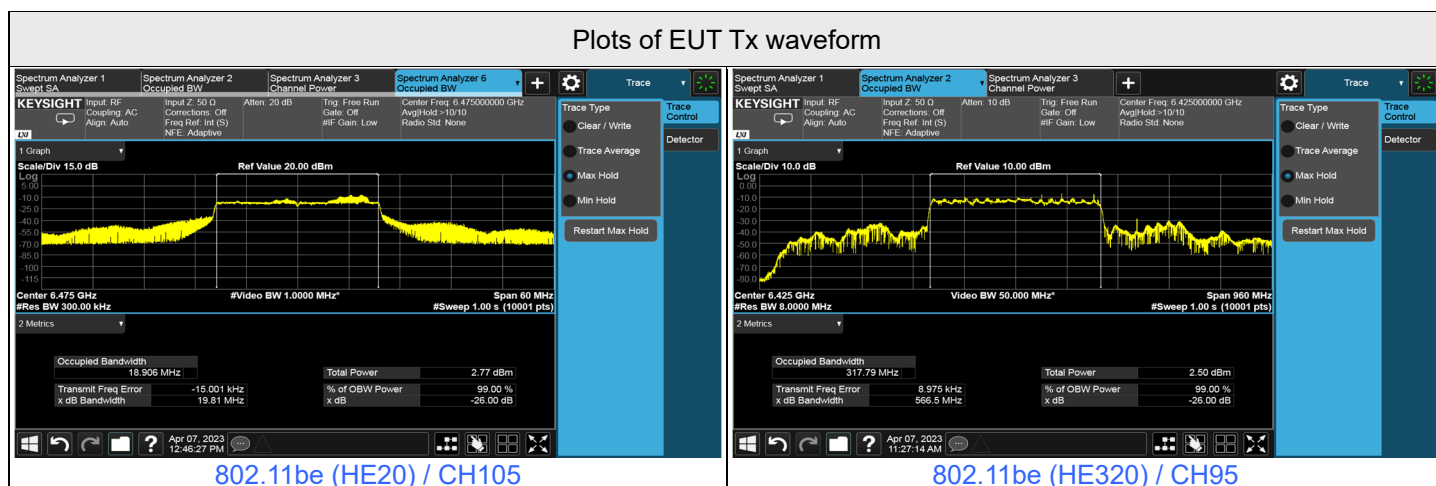 Plots of EUT Tx waveform
Spectrum Analyzer 1
Swept SA
Spectrum Analyzer 2
Occupied BW
Spectrum Analyzer 3
Channel Power
Spectrum Analyzer 6
Occupied BW
+
Trace
KEYSIGHT
LXI
Input: RF
Coupling: AC
Align: Auto
Input Z: 50 Ω
Corrections: Off
Freq Ref: Int (S)
NFE: Adaptive
Atten: 20 dB
Trig: Free Run
Gate: Off
#IF Gain: Low
Center Freq: 6.475000000 GHz
Avg|Hold:>10/10
Radio Std: None
Trace Type
Clear / Write
Trace Average
Max Hold
Min Hold
Restart Max Hold
Trace
Control
Detector
1 Graph
Scale/Div 15.0 dB
Ref Value 20.00 dBm
Log
5.00
-10.0
-25.0
-40.0
-55.0
-70.0
-85.0
-100
-115
Center 6.475 GHz
#Video BW 1.0000 MHz*
Span 60 MHz
#Res BW 300.00 kHz
#Sweep 1.00 s (10001 pts)
2 Metrics
Occupied Bandwidth
18.906 MHz
Total Power 2.77 dBm
Transmit Freq Error -15.001 kHz
% of OBW Power 99.00 %
x dB Bandwidth 19.81 MHz
x dB -26.00 dB
?
Apr 07, 2023
12:46:27 PM
802.11be (HE20) / CH105
Spectrum Analyzer 1
Swept SA
Spectrum Analyzer 2
Occupied BW
Spectrum Analyzer 3
Channel Power
+
Trace
KEYSIGHT
LXI
Input: RF
Coupling: AC
Align: Auto
Input Z: 50 Ω
Corrections: Off
Freq Ref: Int (S)
NFE: Adaptive
Atten: 10 dB
Trig: Free Run
Gate: Off
#IF Gain: Low
Center Freq: 6.425000000 GHz
Avg|Hold:>10/10
Radio Std: None
Trace Type
Clear / Write
Trace Average
Max Hold
Min Hold
Restart Max Hold
Trace
Control
Detector
1 Graph
Scale/Div 10.0 dB
Ref Value 10.00 dBm
Log
0.00
-10.0
-20.0
-30.0
-40.0
-50.0
-60.0
-70.0
-80.0
Center 6.425 GHz
Video BW 50.000 MHz*
Span 960 MHz
#Res BW 8.0000 MHz
#Sweep 1.00 s (10001 pts)
2 Metrics
Occupied Bandwidth
317.79 MHz
Total Power 2.50 dBm
Transmit Freq Error 8.975 kHz
% of OBW Power 99.00 %
x dB Bandwidth 566.5 MHz
x dB -26.00 dB
?
Apr 07, 2023
11:27:14 AM
802.11be (HE320) / CH95